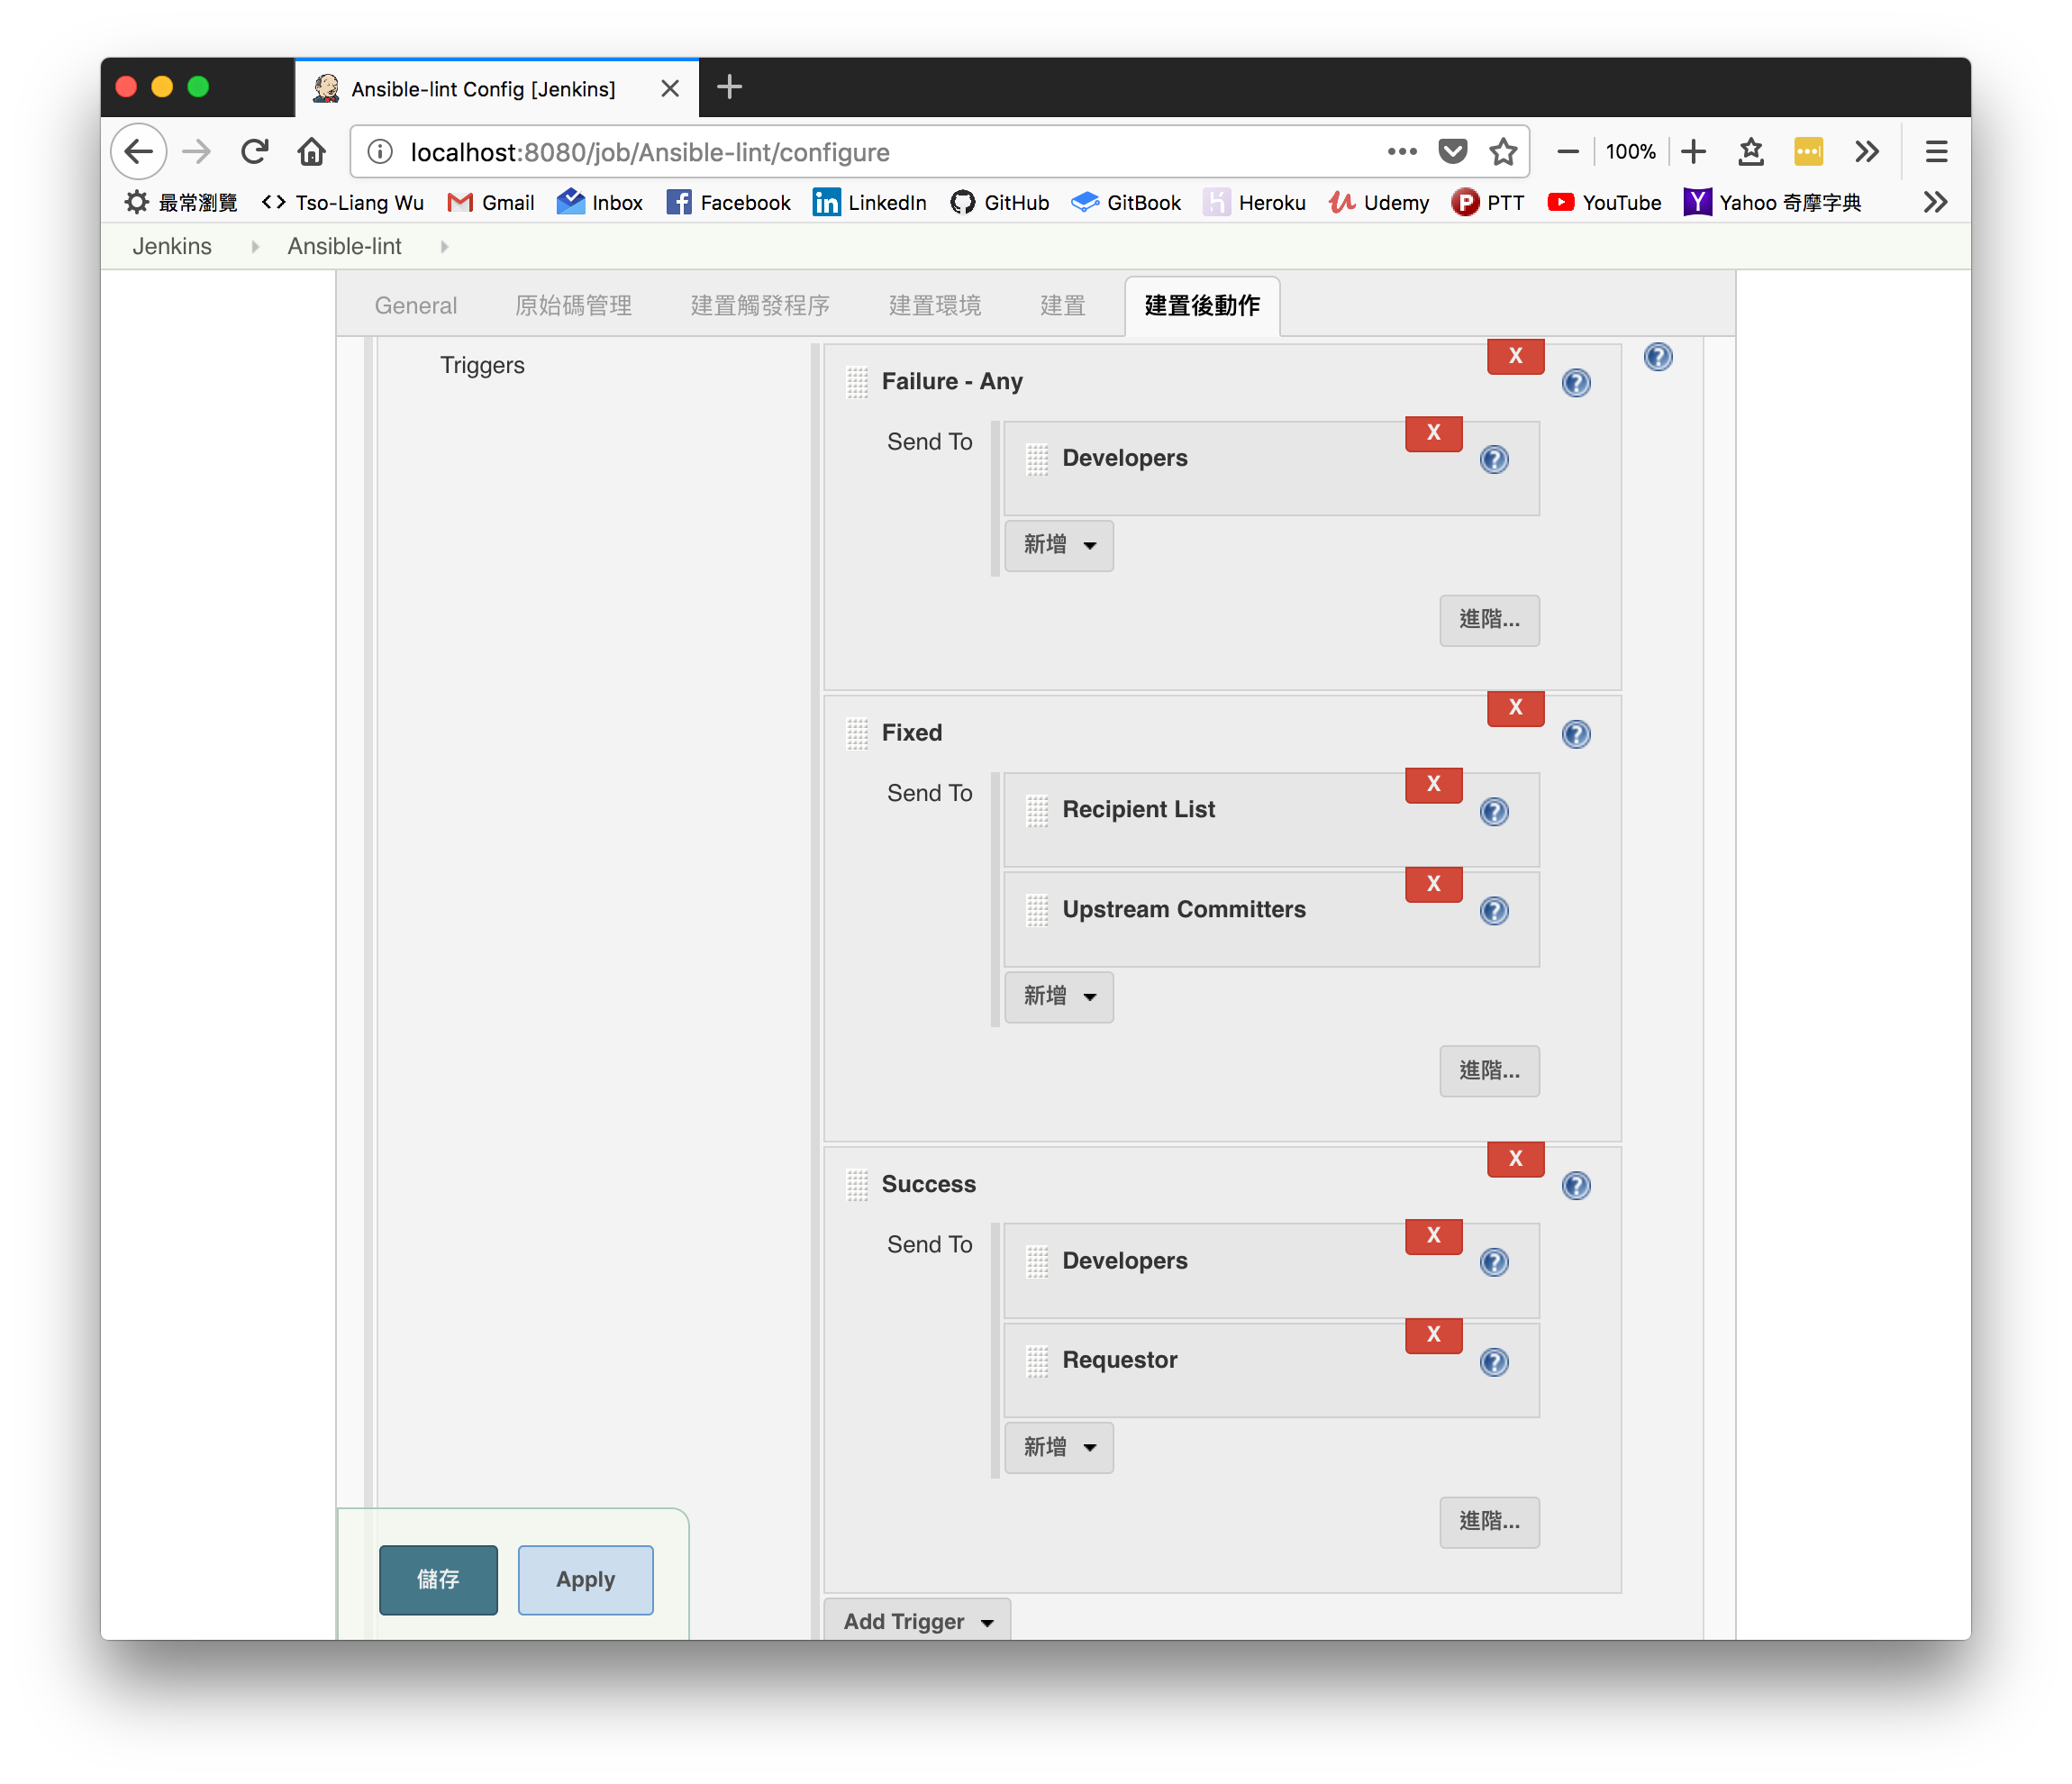 Ansible-lint Config [Jenkins]
localhost:8080/job/Ansible-lint/configure
100%
最常瀏覽 Tso-Liang Wu Gmail Inbox Facebook LinkedIn GitHub GitBook Heroku Udemy PTT YouTube Yahoo 奇摩字典
Jenkins Ansible-lint
General 原始碼管理 建置觸發程序 建置環境 建置 建置後動作
Triggers
X
Failure - Any
Send To
X
Developers
新增
進階...
X
Fixed
Send To
X
Recipient List
X
Upstream Committers
新增
進階...
X
Success
Send To
X
Developers
X
Requestor
新增
進階...
儲存 Apply
Add Trigger